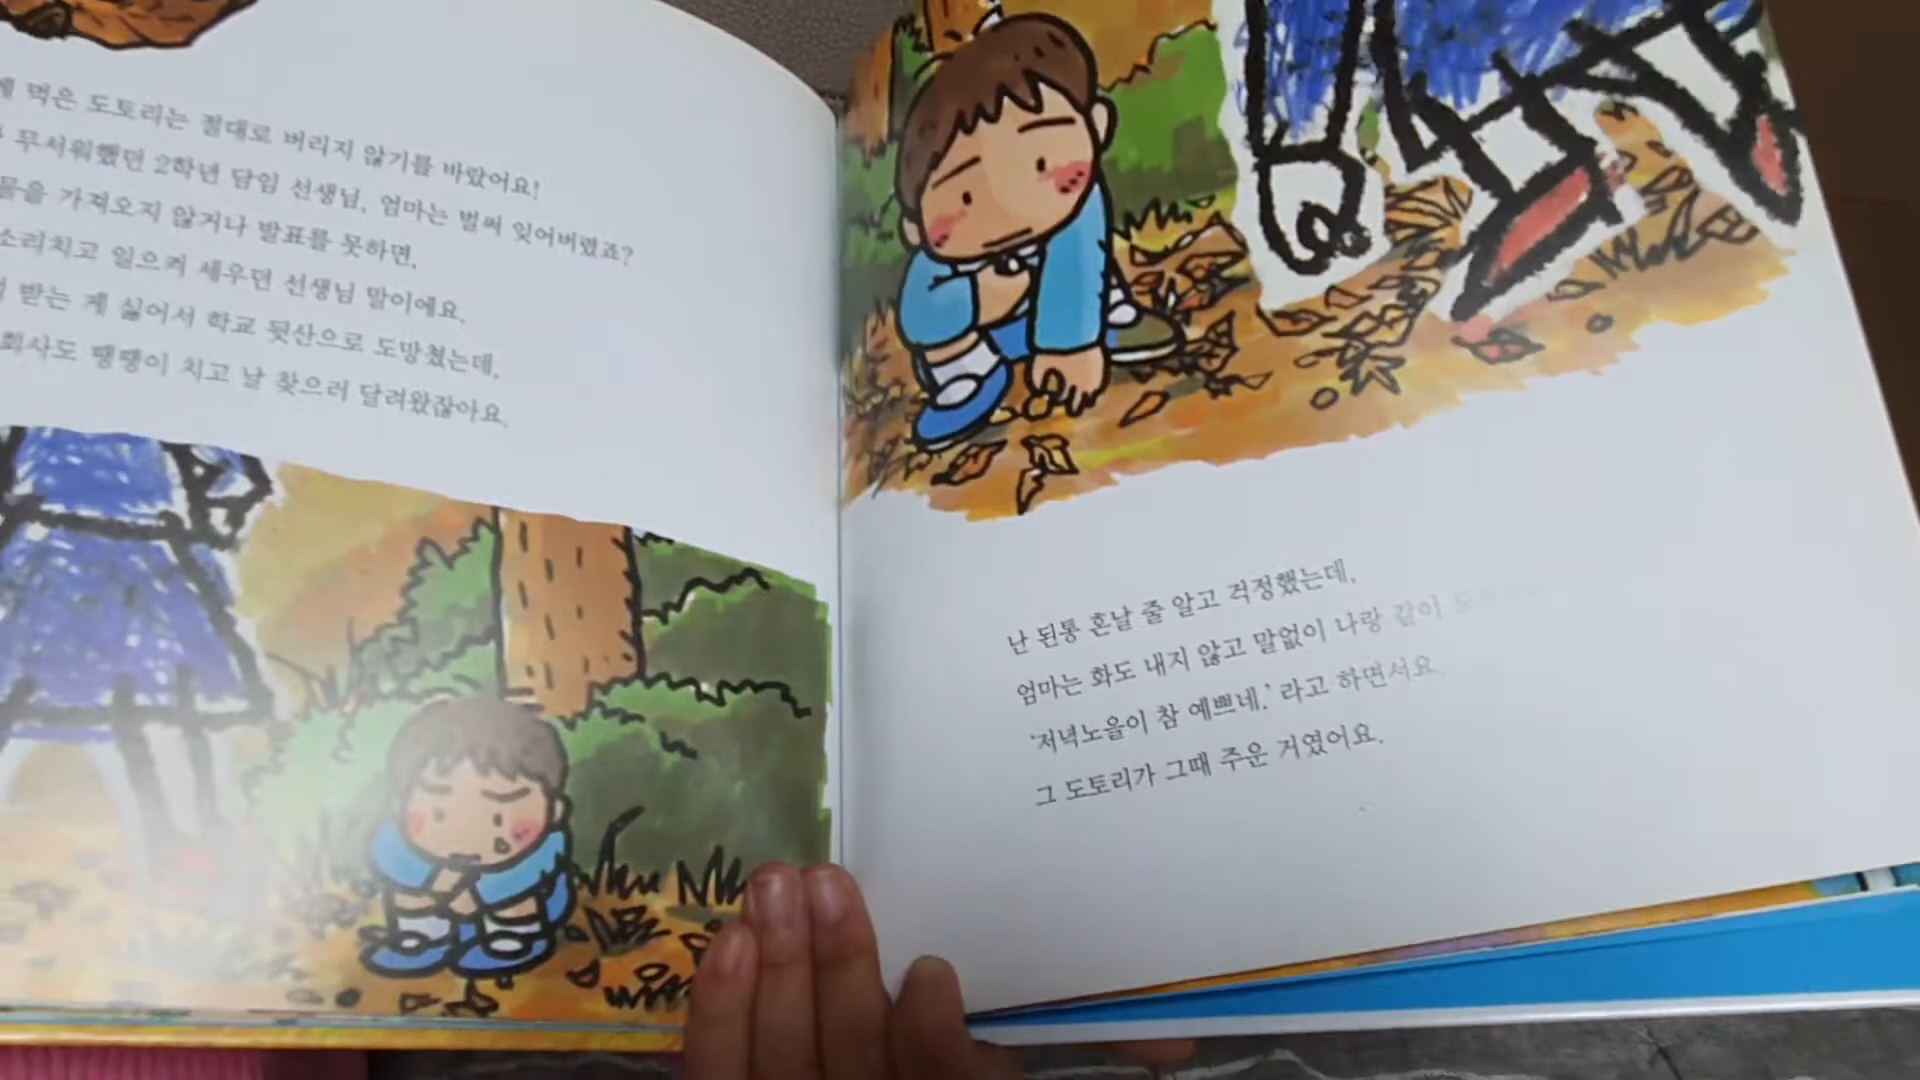 먹은 도토리는 절대로 버리지 않기를 바랐어요!
무서워했던 2학년 담임 선생님, 엄마는 벌써 잊어버렸죠?
가져오지 않거나 발표를 못하면,
소리치고 일으켜 세우던 선생님 말이에요.
받는 게 싫어서 학교 뒷산으로 도망쳤는데,
회사도 땡땡이 치고 날 찾으러 달려왔잖아요.
난 된통 혼날 줄 알고 걱정했는데,
엄마는 화도 내지 않고 말없이 나랑 같이
'저녁노을이 참 예쁘네.' 라고 하면서요.
그 도토리가 그때 주운 거였어요.